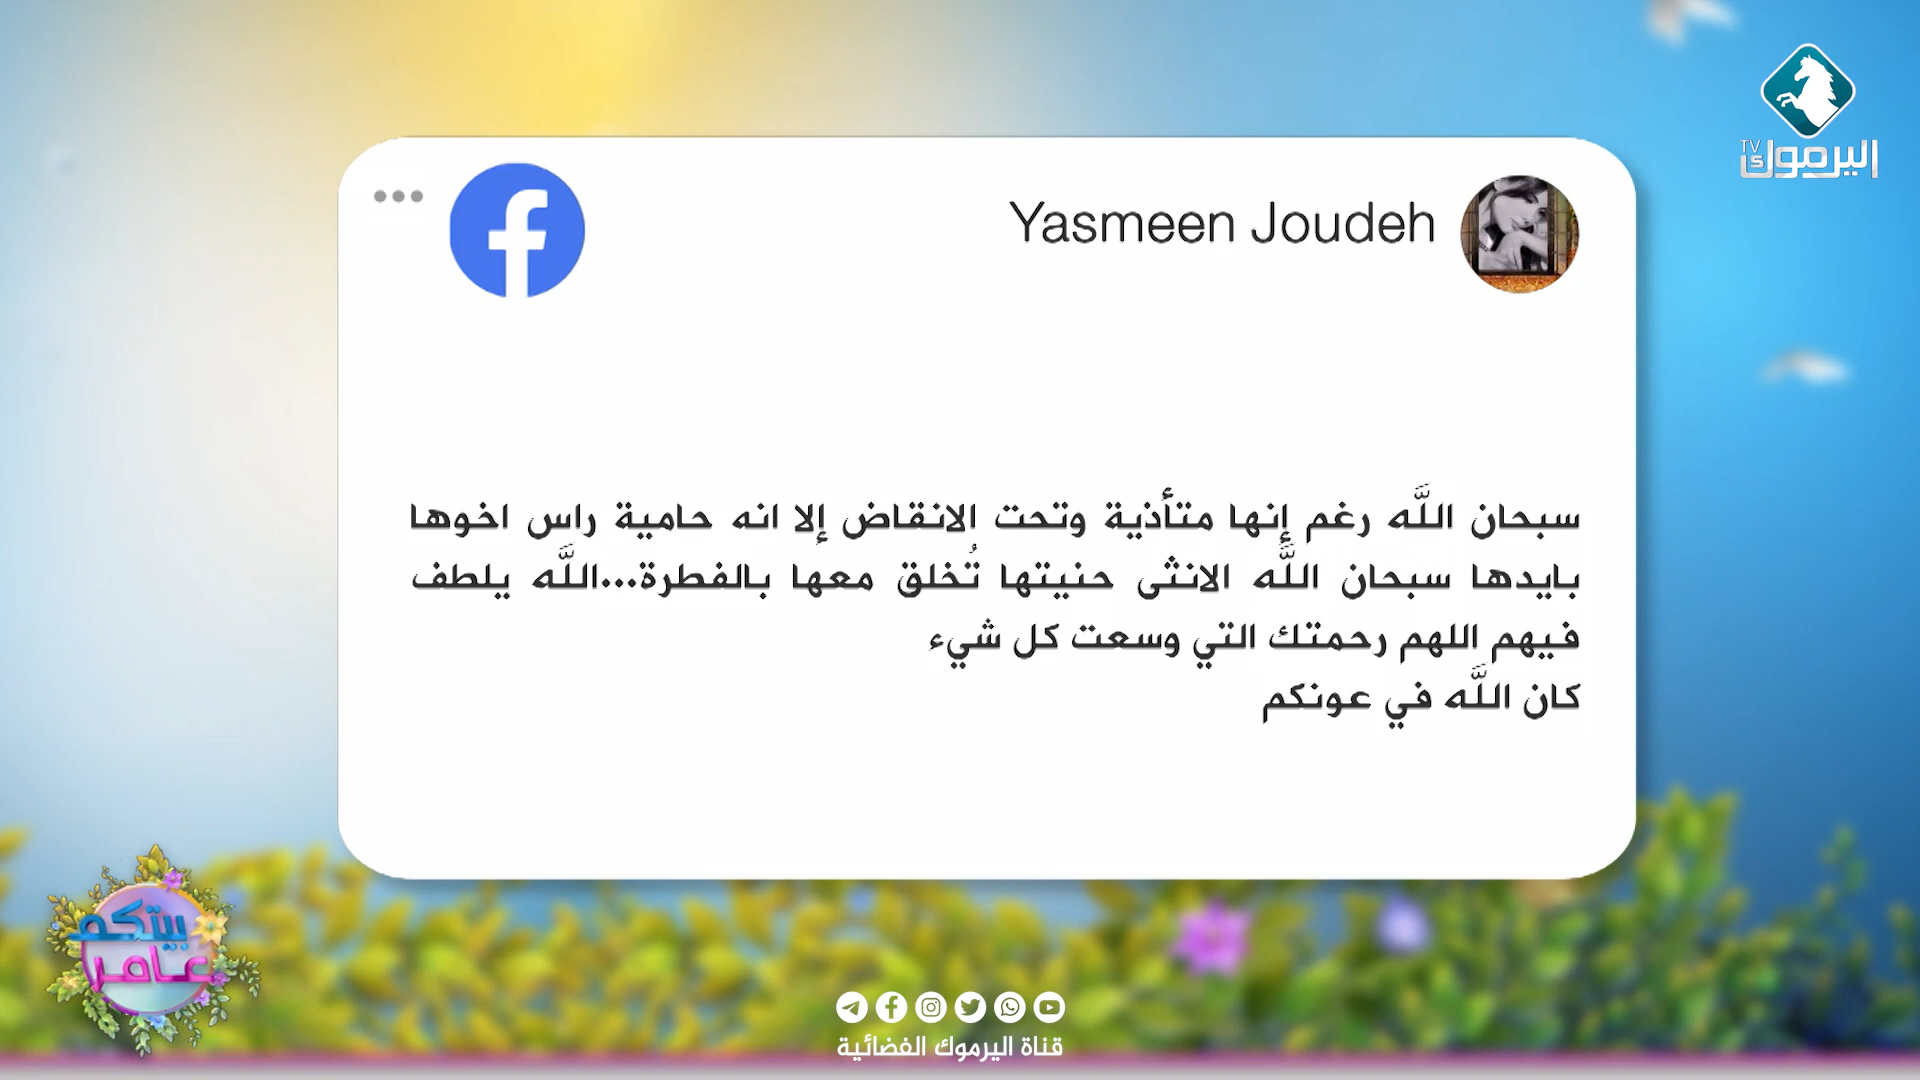 اليرموك
TV
Yasmeen Joudeh
سبحان اللَّه رغم إنها متأذية وتحت الانقاض إلا انه حامية راس اخوها
بايدها سبحان اللَّه الانثى حنيتها تُخلق معها بالفطرة...اللَّه يلطف
فيهم اللهم رحمتك التي وسعت كل شيء
كان اللَّه في عونكم
بيتكم
عامر
قناة اليرموك الفضائية